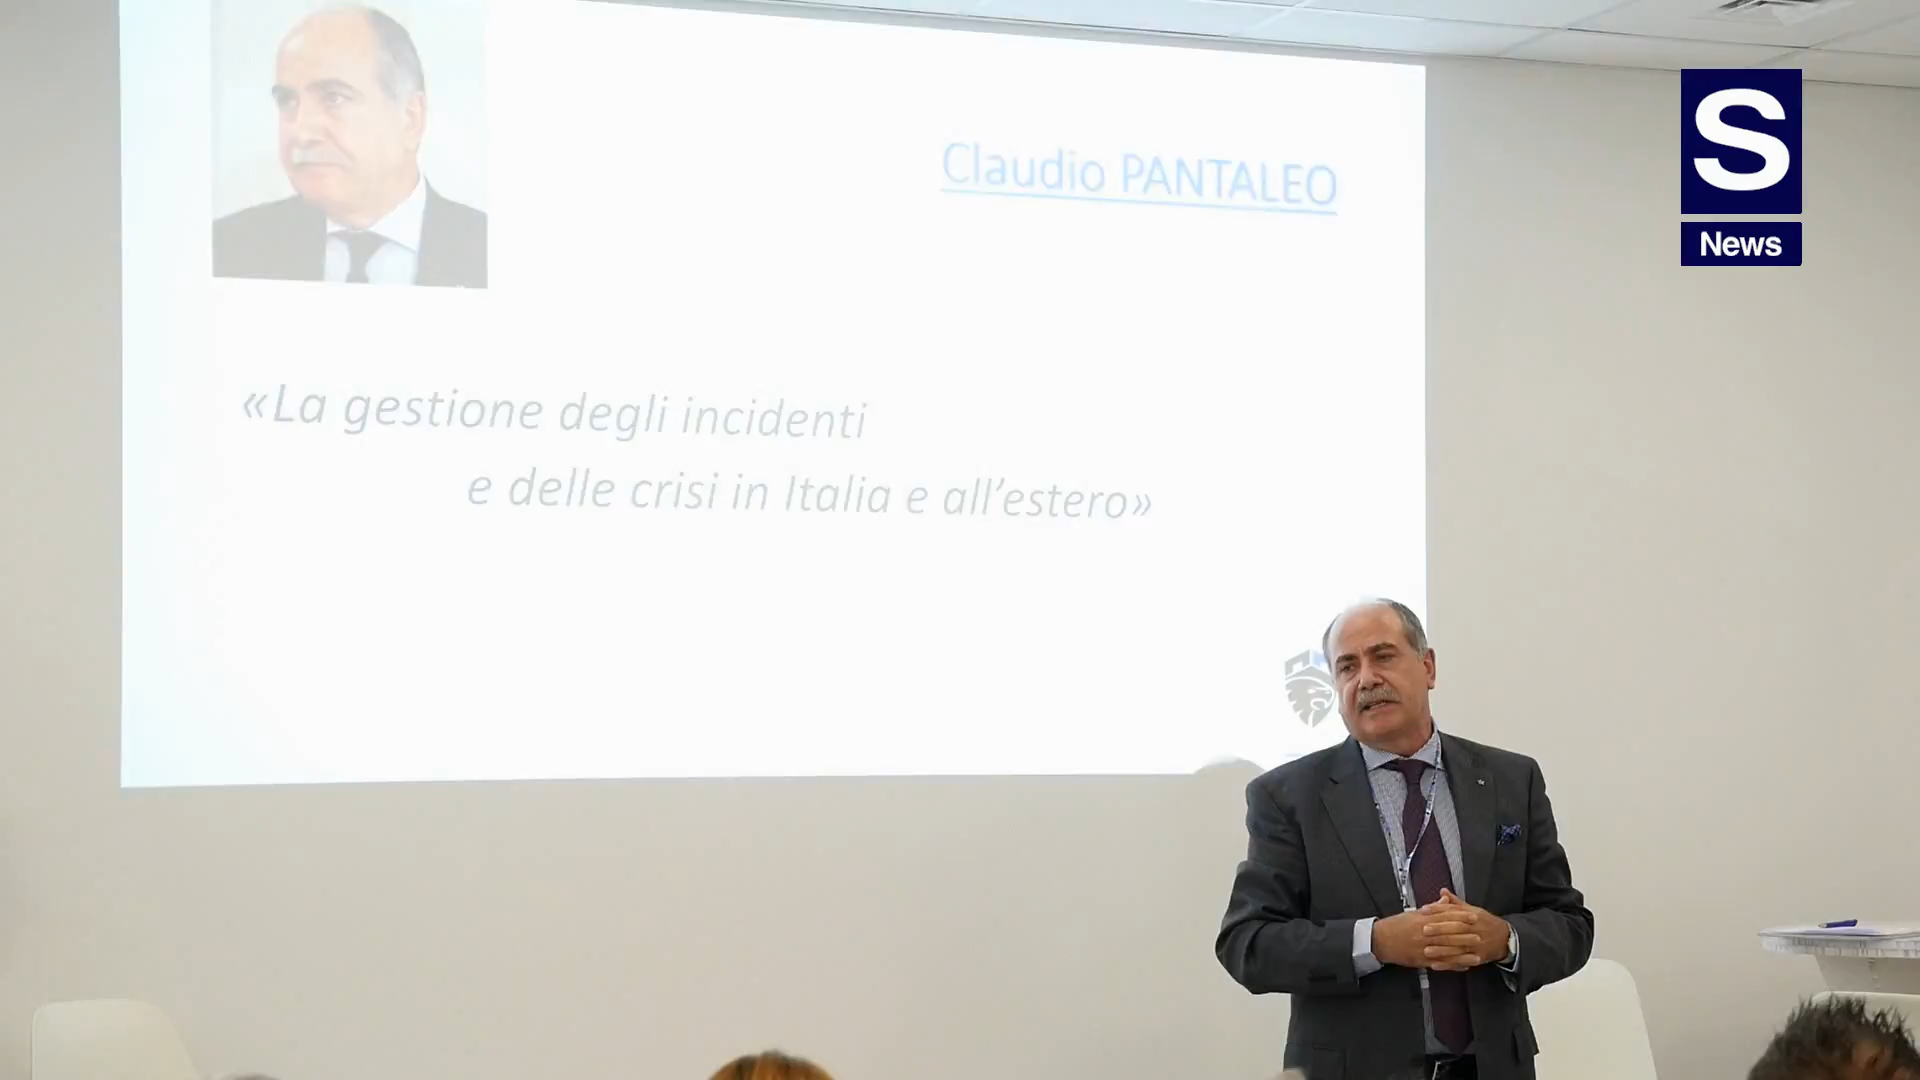 S
News
Claudio PANTALEO
«La gestione degli incidenti
e delle crisi in Italia e all’estero»